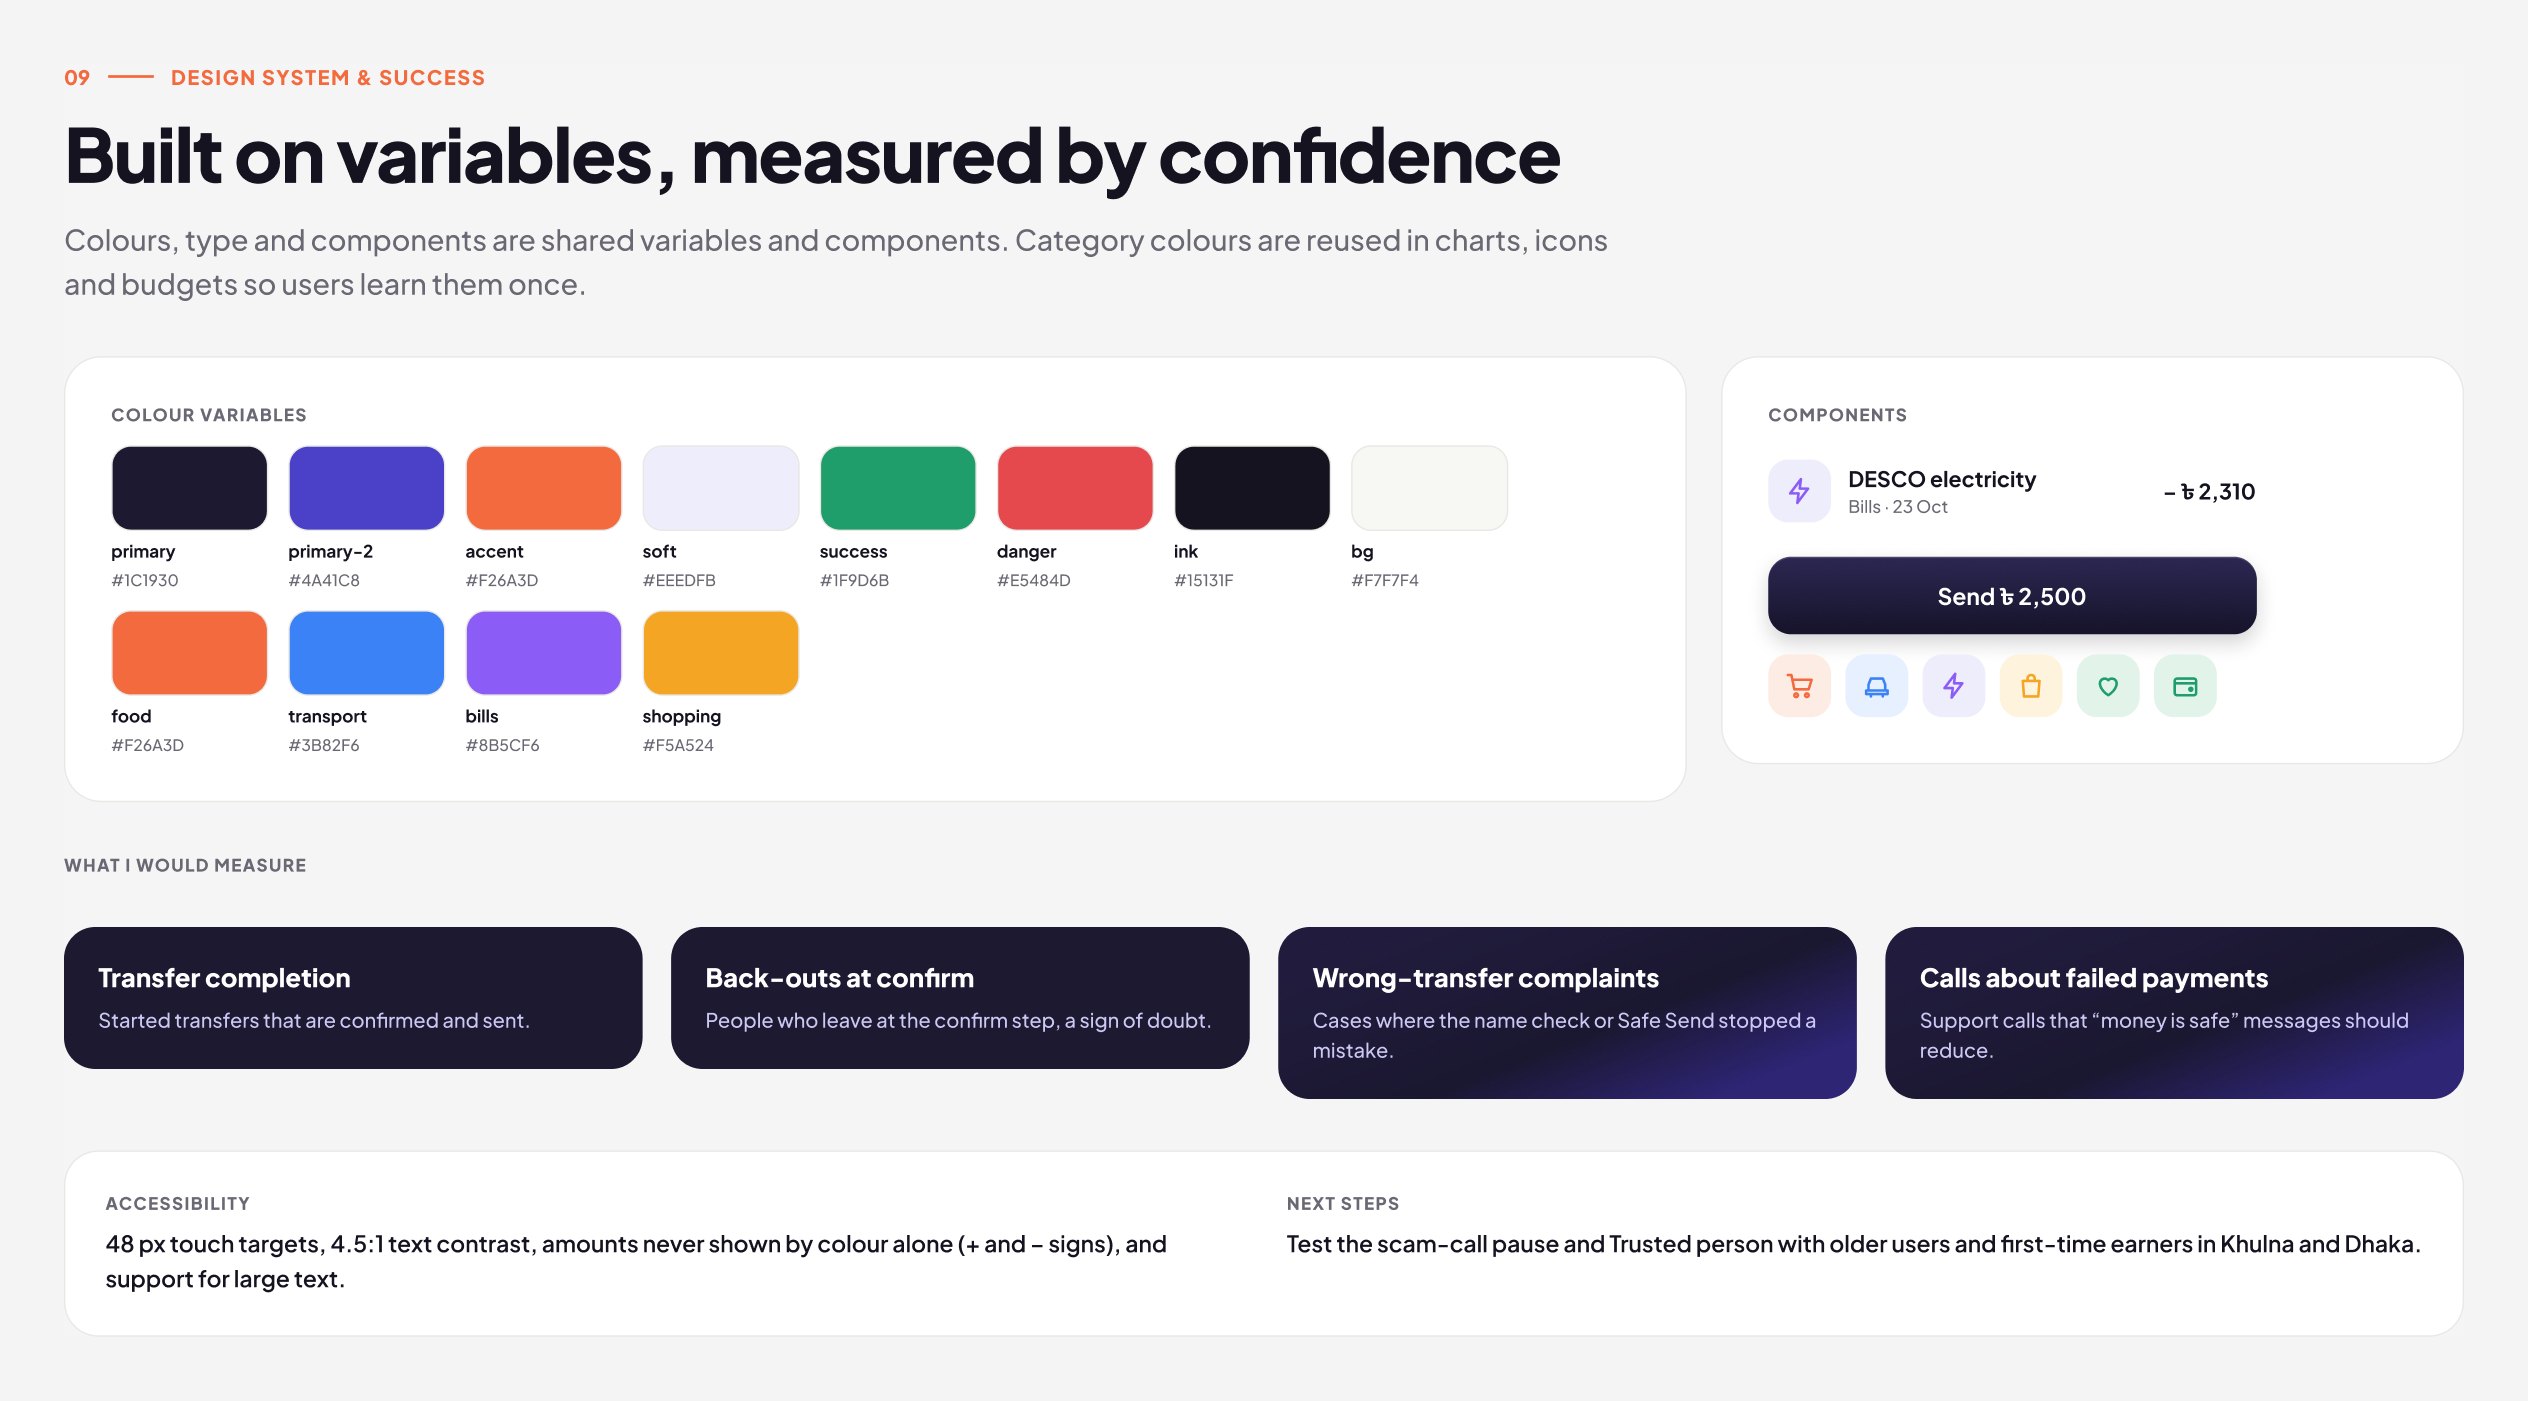 09 — DESIGN SYSTEM & SUCCESS
Built on variables, measured by confidence
Colours, type and components are shared variables and components. Category colours are reused in charts, icons
and budgets so users learn them once.
COLOUR VARIABLES
primary
#1C1930
primary-2
#4A41C8
accent
#F26A3D
soft
#EEEDFB
success
#1F9D6B
danger
#E5484D
ink
#15131F
bg
#F7F7F4
food
#F26A3D
transport
#3B82F6
bills
#8B5CF6
shopping
#F5A524
COMPONENTS
DESCO electricity
Bills · 23 Oct
– ৳ 2,310
Send ৳ 2,500
WHAT I WOULD MEASURE
Transfer completion
Started transfers that are confirmed and sent.
Back-outs at confirm
People who leave at the confirm step, a sign of doubt.
Wrong-transfer complaints
Cases where the name check or Safe Send stopped a
mistake.
Calls about failed payments
Support calls that “money is safe” messages should
reduce.
ACCESSIBILITY
48 px touch targets, 4.5:1 text contrast, amounts never shown by colour alone (+ and – signs), and
support for large text.
NEXT STEPS
Test the scam-call pause and Trusted person with older users and first-time earners in Khulna and Dhaka.